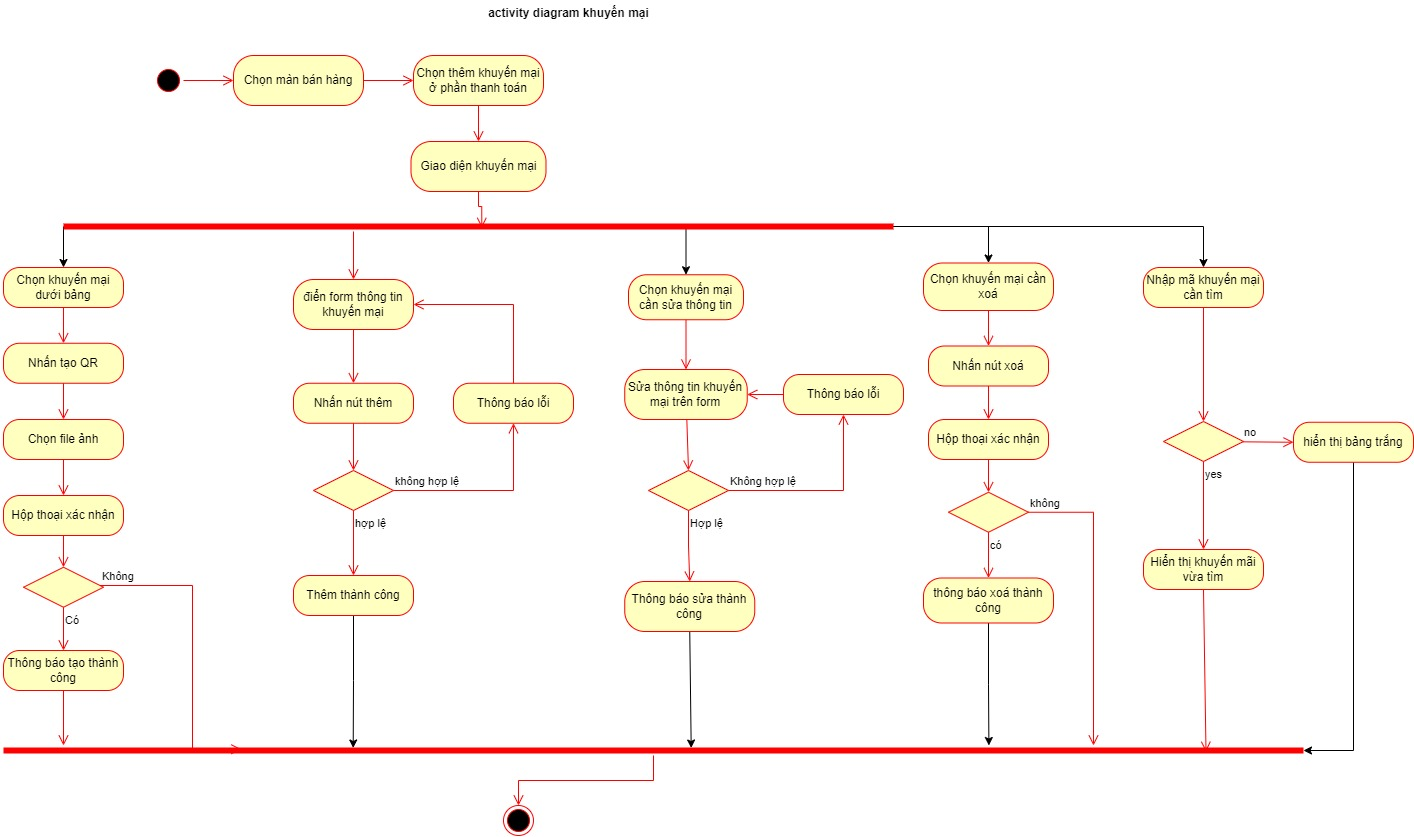 activity diagram khuyến mại
Chọn màn bán hàng
Chọn thêm khuyến mại
ở phần thanh toán
Giao diện khuyến mại
Chọn khuyến mại
dưới bảng
Nhấn tạo QR
Chọn file ảnh
Hộp thoại xác nhận
Không
Có
Thông báo tạo thành
công
điển form thông tin
khuyến mại
Nhấn nút thêm
Thông báo lỗi
không hợp lệ
hợp lệ
Thêm thành công
Chọn khuyến mại
cần sửa thông tin
Sửa thông tin khuyến
mại trên form
Thông báo lỗi
Không hợp lệ
Hợp lệ
Thông báo sửa thành
công
Chọn khuyến mại cần
xoá
Nhấn nút xoá
Hộp thoại xác nhận
không
có
thông báo xoá thành
công
Nhập mã khuyến mại
cần tìm
no
hiển thị bảng trắng
yes
Hiển thị khuyến mãi
vừa tìm